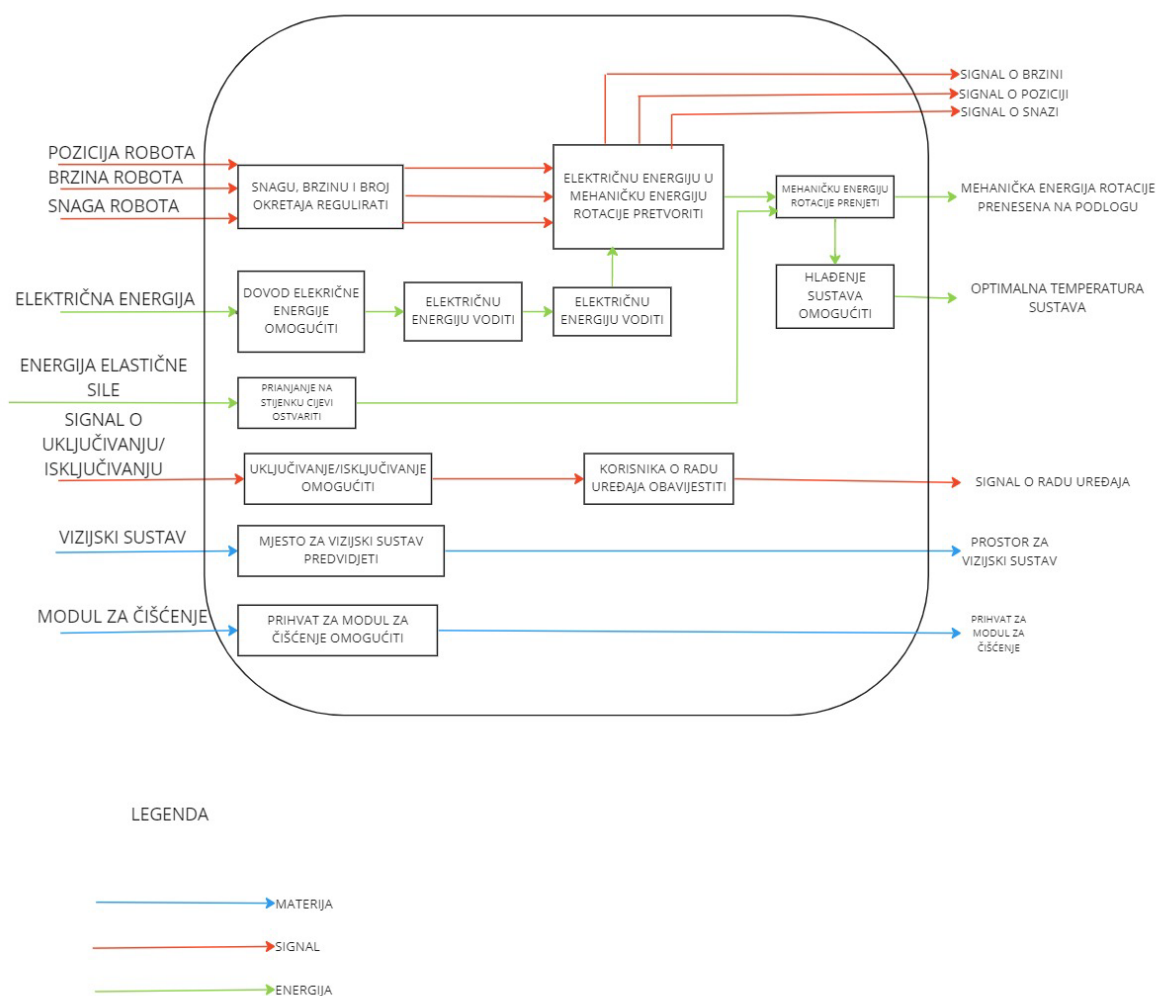 SIGNAL O BRZINI
SIGNAL O POZICIJI
SIGNAL O SNAZI
POZICIJA ROBOTA
BRZINA ROBOTA
SNAGA ROBOTA
SNAGU, BRZINU I BROJ
OKRETAJA REGULIRATI
ELEKTRIČNU ENERGIJU U
MEHANIČKU ENERGIJU
ROTACIJE PRETVORITI
MEHANIČKU ENERGIJU
ROTACIJE PRENJETI
MEHANIČKA ENERGIJA ROTACIJE
PRENESENA NA PODLOGU
ELEKTRIČNA ENERGIJA
DOVOD ELEKRIČNE
ENERGIJE
OMOGUĆITI
ELEKTRIČNU
ENERGIJU VODITI
ELEKTRIČNU
ENERGIJU VODITI
HLAĐENJE
SUSTAVA
OMOGUĆITI
OPTIMALNA TEMPERATURA
SUSTAVA
ENERGIJA ELASTIČNE
SILE
PRIANJANJE NA
STIJENKU CIJEVI
OSTVARITI
SIGNAL O
UKLJUČIVANJU/
ISKLJUČIVANJU
UKLJUČIVANJE/ISKLJUČIVANJE
OMOGUĆITI
KORISNIKA O RADU
UREĐAJA OBAVIJESTITI
SIGNAL O RADU UREĐAJA
VIZIJSKI SUSTAV
MJESTO ZA VIZIJSKI SUSTAV
PREDVIDJETI
PROSTOR ZA
VIZIJSKI SUSTAV
MODUL ZA ČIŠĆENJE
PRIHVAT ZA MODUL ZA
ČIŠĆENJE OMOGUĆITI
PRIHVAT ZA
MODUL ZA
ČIŠĆENJE
LEGENDA
MATERIJA
SIGNAL
ENERGIJA